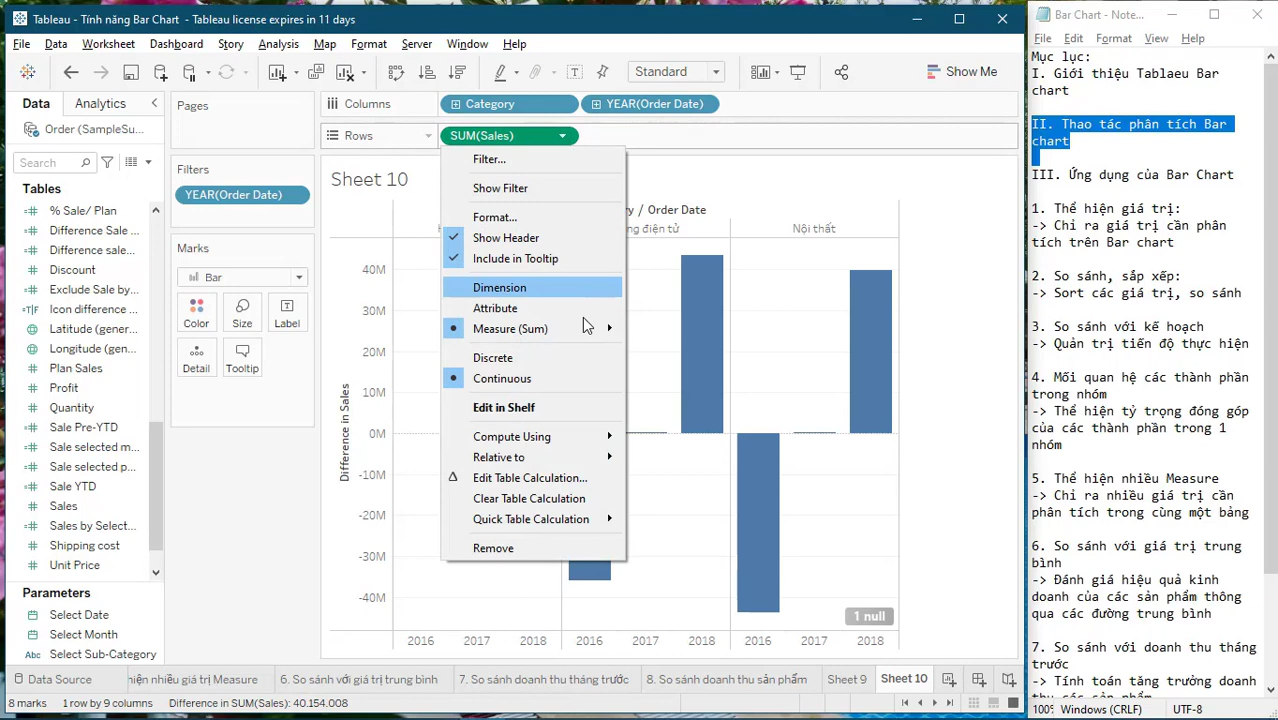 Tableau - Tính năng Bar Chart - Tableau license expires in 11 days
File Data Worksheet Dashboard Story Analysis Map Format Server Window Help
Standard
Show Me
Data Analytics
Order (SampleSu...
Search
Tables
% Sale/ Plan
Difference Sale ...
Difference sale...
Discount
Exclude Sale by...
Icon difference ...
Latitude (gener...
Longitude (gen...
Plan Sales
Profit
Quantity
Sale Pre-YTD
Sale selected m...
Sale selected p...
Sale YTD
Sales
Sales by Select...
Shipping cost
Unit Price
Parameters
Select Date
Select Month
Abc Select Sub-Category
Pages
Filters
YEAR(Order Date)
Marks
Bar
Color Size Label
Detail Tooltip
Columns Category YEAR(Order Date)
Rows SUM(Sales)
Sheet 10
y / Order Date
ng điện tử Nội thất
Difference in Sales
40M
30M
20M
10M
0M
-10M
-20M
-30M
-40M
2016 2017 2018 2016 2017 2018 2016 2017 2018
1 null
Filter...
Show Filter
Format...
Show Header
Include in Tooltip
Dimension
Attribute
Measure (Sum)
Discrete
Continuous
Edit in Shelf
Compute Using
Relative to
Edit Table Calculation...
Clear Table Calculation
Quick Table Calculation
Remove
Data Source hiện nhiều giá trị Measure 6. So sánh với giá trị trung bình 7. So sánh doanh thu tháng trước 8. So sánh doanh thu sản phẩm Sheet 9 Sheet 10
8 marks 1 row by 9 columns Difference in SUM(Sales): 40.154.008
Bar Chart - Note...
File Edit Format View Help
Mục lục:
I. Giới thiệu Tablaeu Bar
chart
II. Thao tác phân tích Bar
chart
III. Ứng dụng của Bar Chart
1. Thể hiện giá trị:
-> Chỉ ra giá trị cần phân
tích trên Bar chart
2. So sánh, sắp xếp:
-> Sort các giá trị, so sánh
3. So sánh với kế hoạch
-> Quản trị tiến độ thực hiện
4. Mối quan hệ các thành phần
trong nhóm
-> Thể hiện tỷ trọng đóng góp
của các thành phần trong 1
nhóm
5. Thể hiện nhiều Measure
-> Chỉ ra nhiều giá trị cần
phân tích trong cùng một bảng
6. So sánh với giá trị trung
bình
-> Đánh giá hiệu quả kinh
doanh của các sản phẩm thông
qua các đường trung bình
7. So sánh với doanh thu tháng
trước
-> Tính toán tăng trưởng doanh
thu các sản phẩm
100% Windows (CRLF) UTF-8